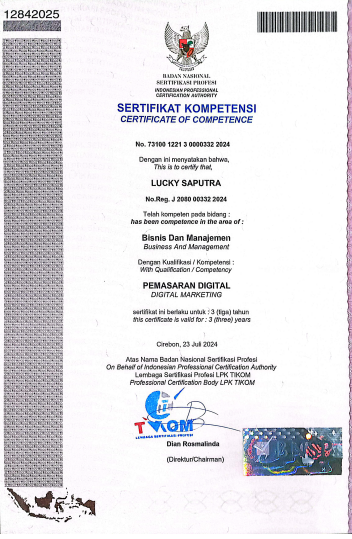 12842025
BADAN NASIONAL
SERTIFIKASI PROFESI
INDONESIAN PROFESSIONAL
CERTIFICATION AUTHORITY
SERTIFIKAT KOMPETENSI
CERTIFICATE OF COMPETENCE
No. 73100 1221 3 0000332 2024
Dengan ini menyatakan bahwa,
This is to certify that,
LUCKY SAPUTRA
No.Reg. J 2080 00332 2024
Telah kompeten pada bidang :
has been competence in the area of :
Bisnis Dan Manajemen
Business And Management
Dengan Kualifikasi / Kompetensi :
With Qualification / Competency
PEMASARAN DIGITAL
DIGITAL MARKETING
sertifikat ini berlaku untuk : 3 (tiga) tahun
this certificate is valid for : 3 (three) years
Cirebon, 23 Juli 2024
Atas Nama Badan Nasional Sertifikasi Profesi
On Behalf of Indonesian Professional Certification Authority
Lembaga Sertifikasi Profesi LPK TIKOM
Professional Certification Body LPK TIKOM
TIKOM
LEMBAGA SERTIFIKASI PROFESI
Dian Rosmalinda
(Direktur/Chairman)